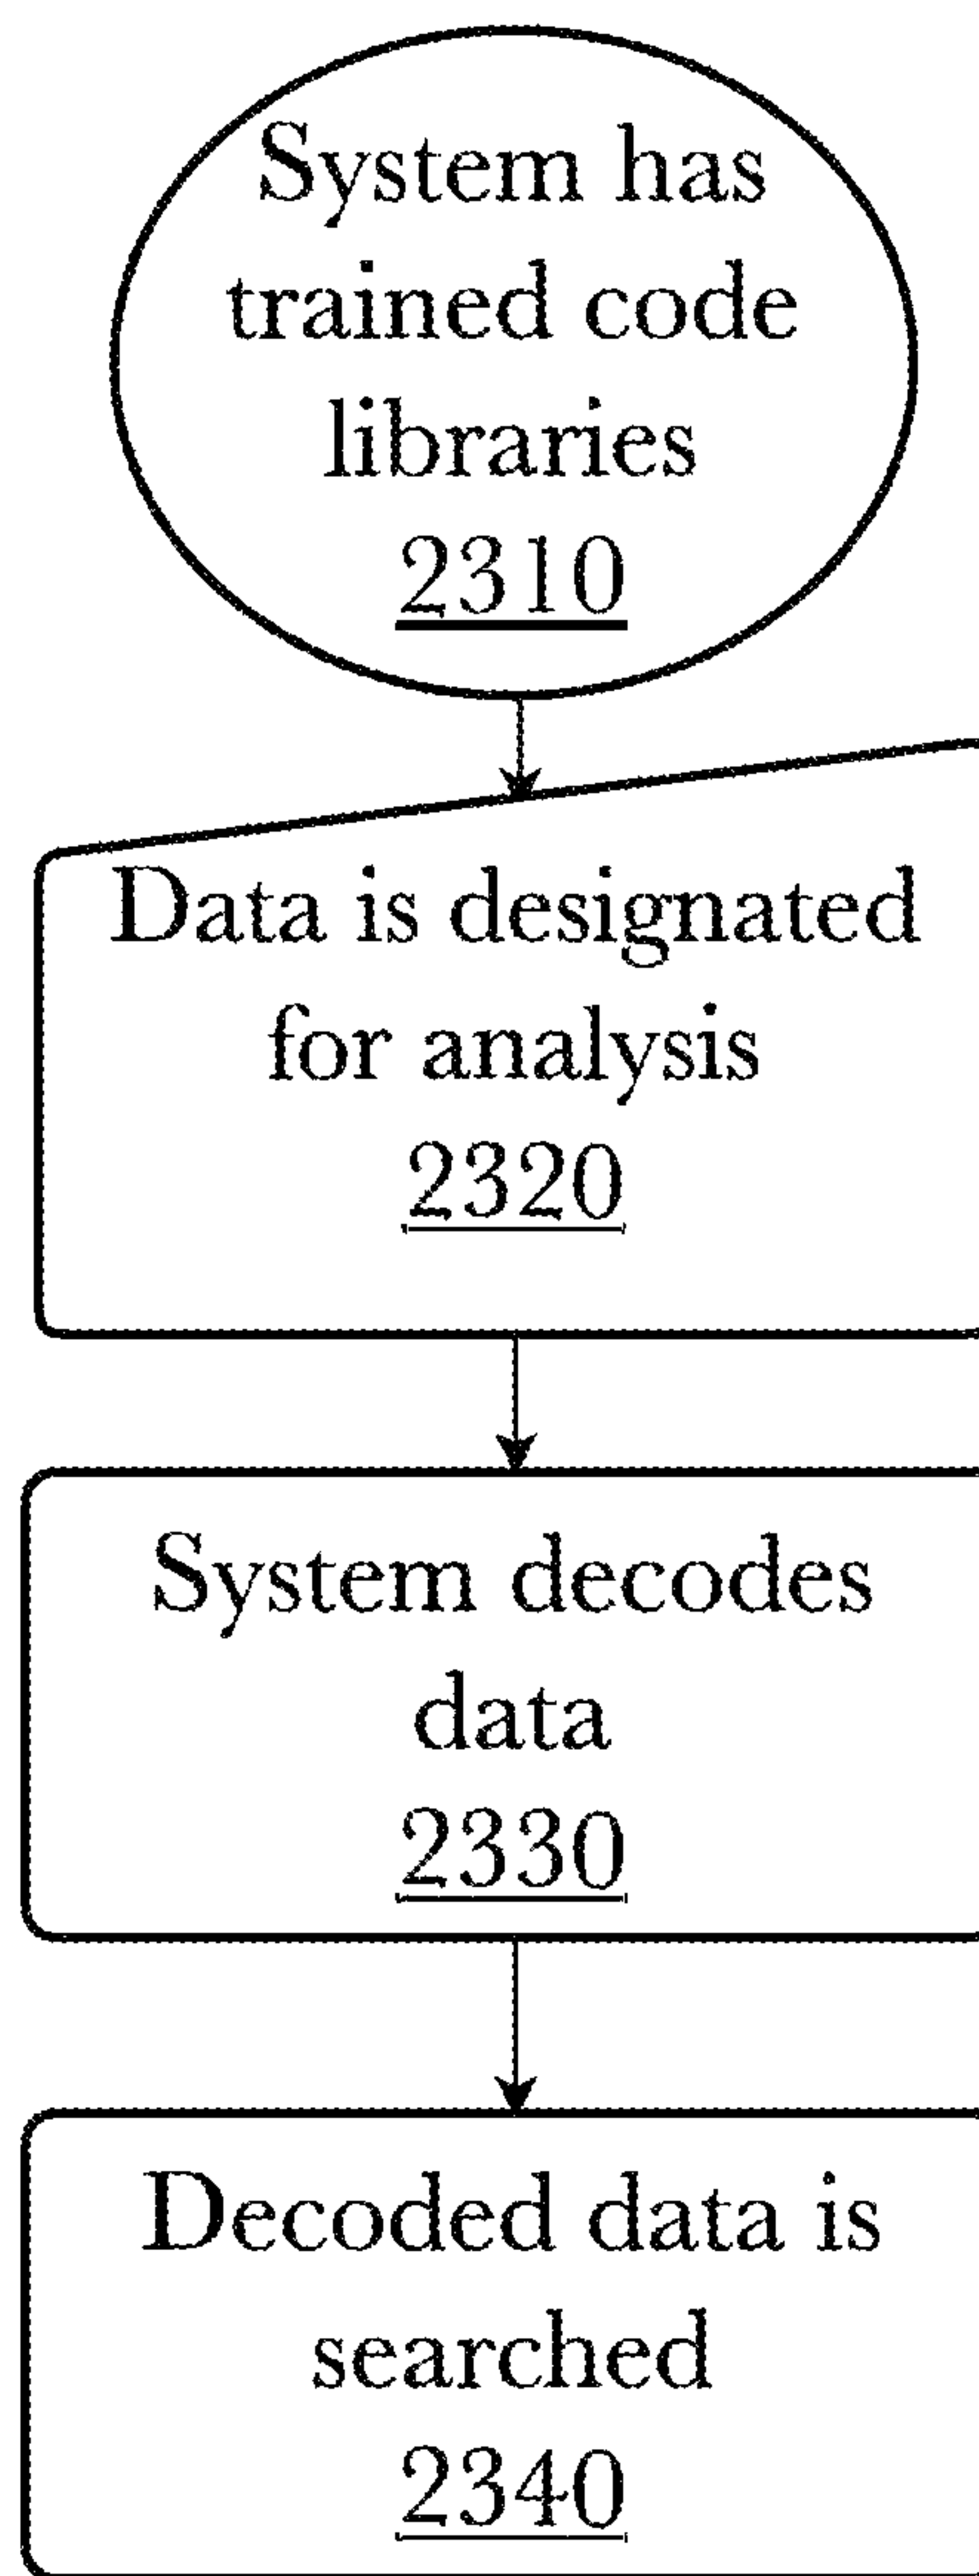 System has
trained code
libraries
2310
Data is designated
for analysis
2320
System decodes
data
2330
Decoded data is
searched
2340